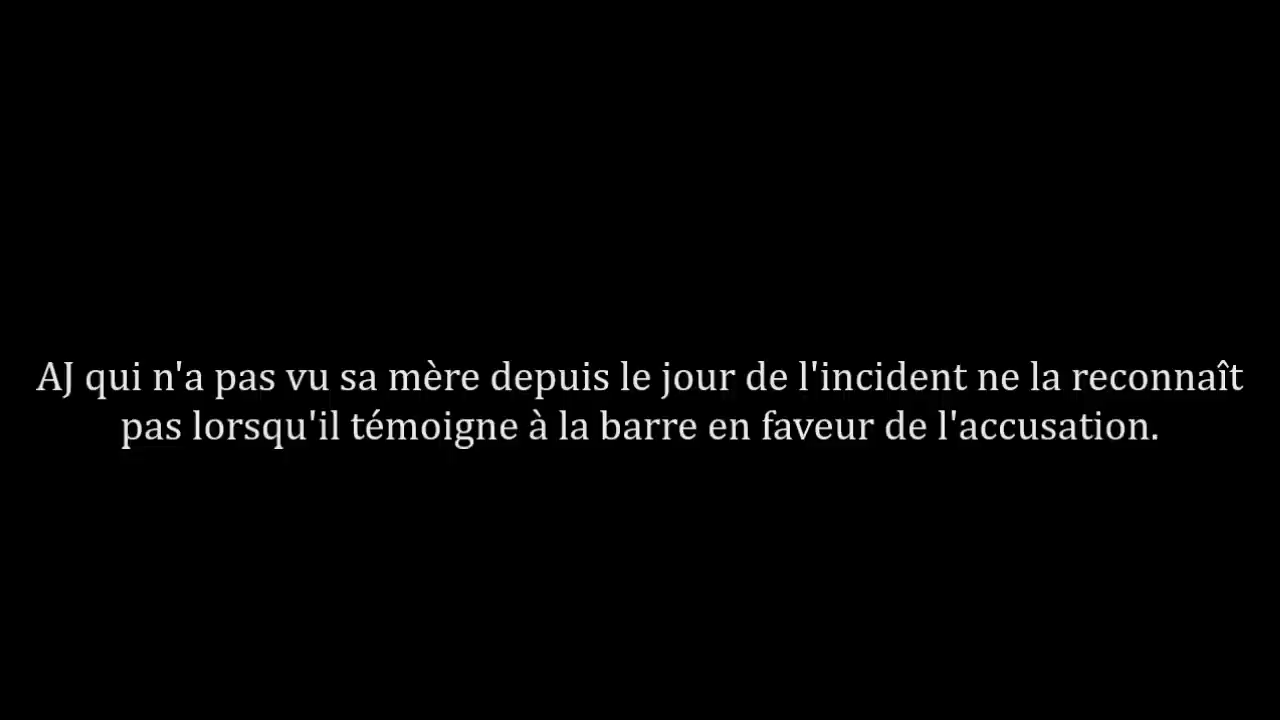 AJ qui n'a pas vu sa mère depuis le jour de l'incident ne la reconnaît
pas lorsqu'il témoigne à la barre en faveur de l'accusation.